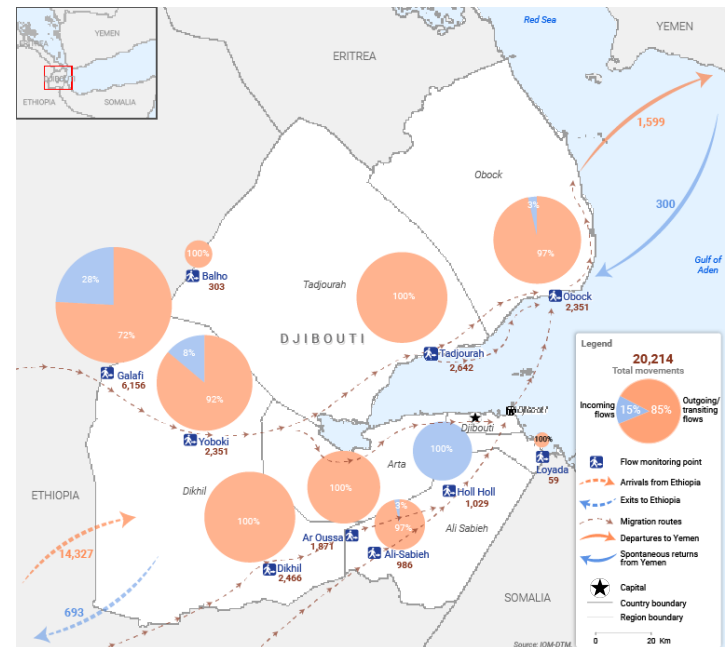 YEMEN
ERITREA
DJIBOUTI
ETHIOPIA
SOMALIA
Red Sea
YEMEN
ERITREA
1,599
Obock
300
3%
97%
Gulf of
Aden
100%
Balho
303
28%
72%
Tadjourah
100%
Obock
2,351
DJIBOUTI
Galafi
6,156
8%
92%
Tadjourah
2,642
Yoboki
2,351
Djibouti
100%
Loyada
59
Arta
100%
Holl Holl
1,029
Dikhil
100%
100%
Ar Oussa
1,871
3%
97%
Ali-Sabieh
986
Ali Sabieh
Dikhil
2,466
ETHIOPIA
14,327
693
SOMALIA
Legend
20,214
Total movements
Incoming
flows
15%
85%
Outgoing/
transiting
flows
Flow monitoring point
Arrivals from Ethiopia
Exits to Ethiopia
Migration routes
Departures to Yemen
Spontaneous returns
from Yemen
Capital
Country boundary
Region boundary
0 20 Km
Source: IOM-DTM